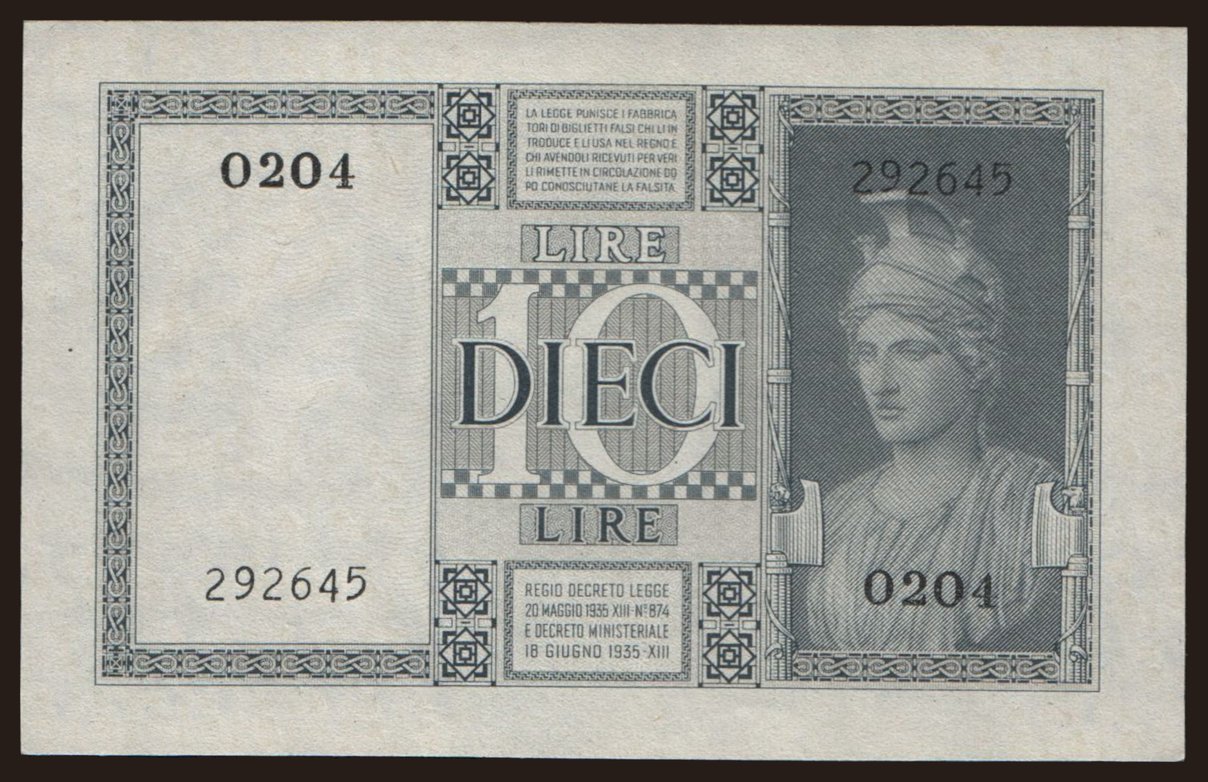 0204
292645
LA LEGGE PUNISCE I FABBRICA
TORI DI BIGLIETTI FALSI CHI LI IN
TRODUCE E LI USA NEL REGNO E
CHI AVENDOLI RICEVUTI PER VERI
LI RIMETTE IN CIRCOLAZIONE DO
PO CONOSCIUTANE LA FALSITA
LIRE
10
DIECI
LIRE
REGIO DECRETO LEGGE
20 MAGGIO 1935 XIII-Nº 874
E DECRETO MINISTERIALE
18 GIUGNO 1935-XIII
292645
0204